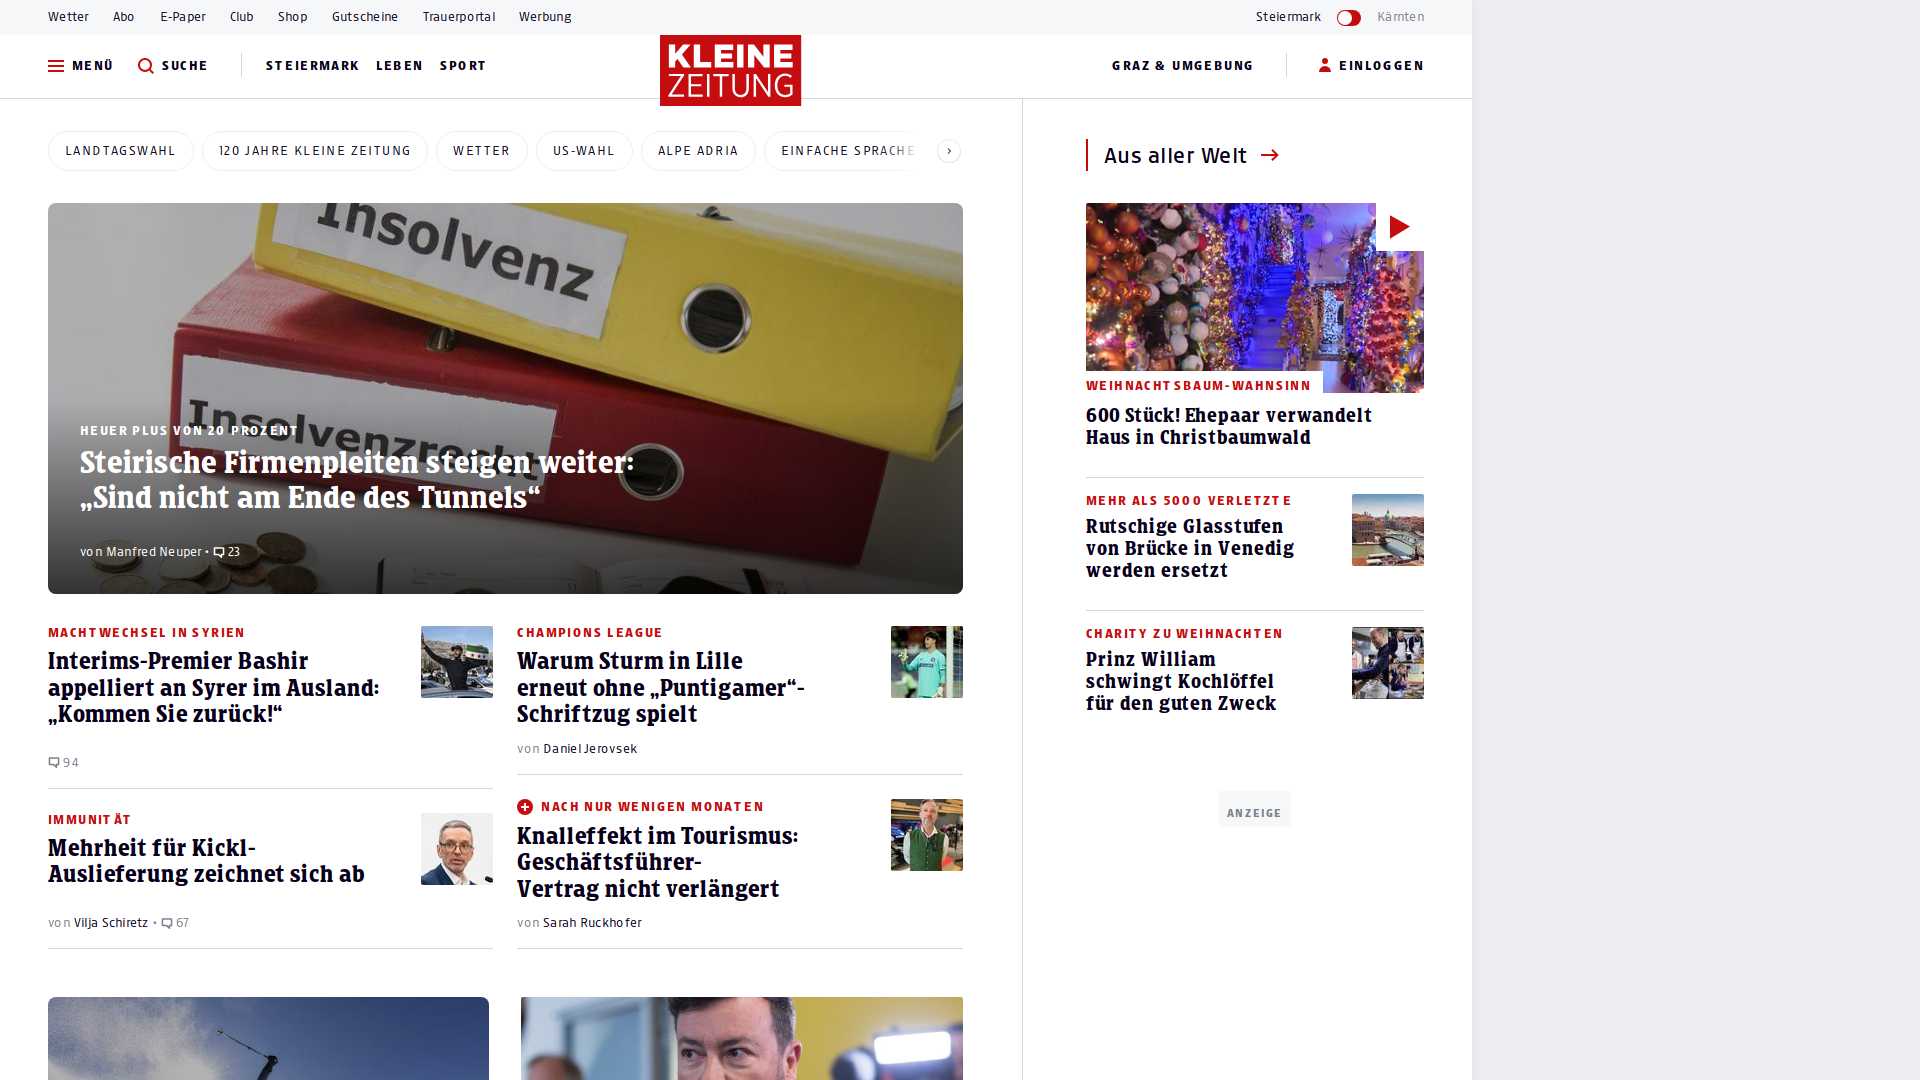 Wetter Abo E-Paper Club Shop Gutscheine Trauerportal Werbung Steiermark Kärnten
MENÜ SUCHE STEIERMARK LEBEN SPORT KLEINE ZEITUNG GRAZ & UMGEBUNG EINLOGGEN
LANDTAGSWAHL 120 JAHRE KLEINE ZEITUNG WETTER US-WAHL ALPE ADRIA EINFACHE SPRACHE
Insolvenz
Insolvenzrecht
HEUER PLUS VON 20 PROZENT
Steirische Firmenpleiten steigen weiter:
„Sind nicht am Ende des Tunnels“
von Manfred Neuper • 23
MACHTWECHSEL IN SYRIEN
Interims-Premier Bashir
appelliert an Syrer im Ausland:
„Kommen Sie zurück!“
94
IMMUNITÄT
Mehrheit für Kickl-
Auslieferung zeichnet sich ab
von Vilja Schiretz • 67
CHAMPIONS LEAGUE
Warum Sturm in Lille
erneut ohne „Puntigamer“-
Schriftzug spielt
von Daniel Jerovsek
NACH NUR WENIGEN MONATEN
Knalleffekt im Tourismus:
Geschäftsführer-
Vertrag nicht verlängert
von Sarah Ruckhofer
Aus aller Welt
WEIHNACHTSBAUM-WAHNSINN
600 Stück! Ehepaar verwandelt
Haus in Christbaumwald
MEHR ALS 5000 VERLETZTE
Rutschige Glasstufen
von Brücke in Venedig
werden ersetzt
CHARITY ZU WEIHNACHTEN
Prinz William
schwingt Kochlöffel
für den guten Zweck
ANZEIGE